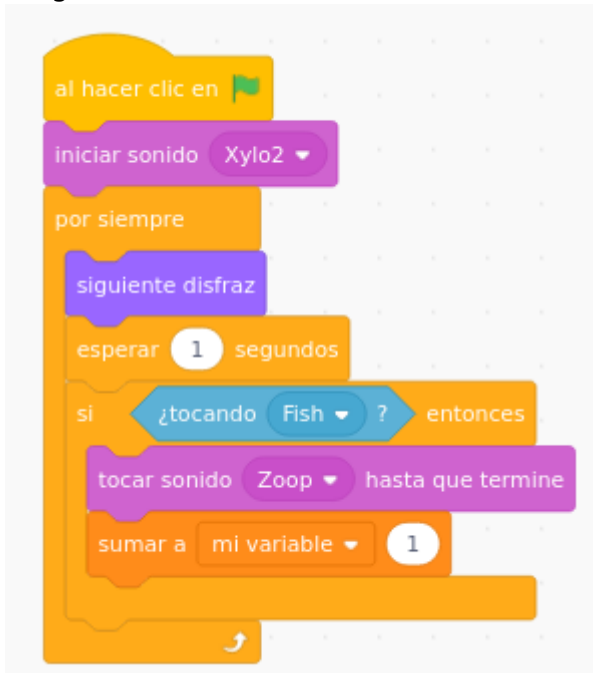 al hacer clic en
iniciar sonido Xylo2
por siempre
siguiente disfraz
esperar 1 segundos
si ¿tocando Fish ? entonces
tocar sonido Zoop hasta que termine
sumar a mi variable 1